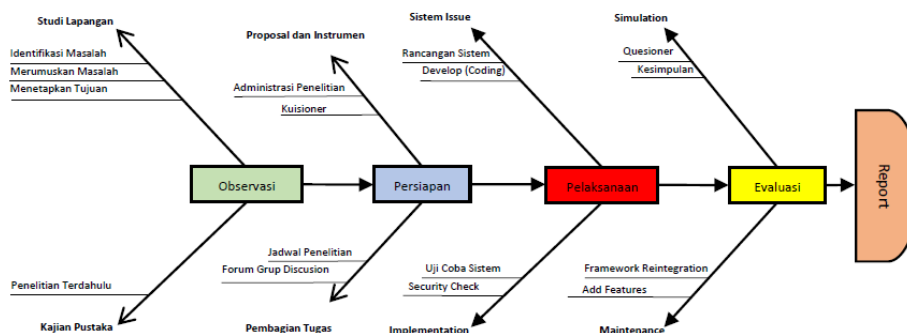 Studi Lapangan
Identifikasi Masalah
Merumuskan Masalah
Menetapkan Tujuan
Proposal dan Instrumen
Administrasi Penelitian
Kuisioner
Sistem Issue
Rancangan Sistem
Develop (Coding)
Simulation
Quesioner
Kesimpulan
Observasi
Persiapan
Pelaksanaan
Evaluasi
Report
Penelitian Terdahulu
Kajian Pustaka
Jadwal Penelitian
Forum Grup Discusion
Pembagian Tugas
Uji Coba Sistem
Security Check
Implementation
Framework Reintegration
Add Features
Maintenance